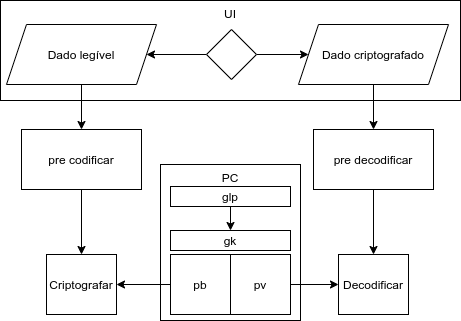 UI
Dado legível
Dado criptografado
pre codificar
pre decodificar
PC
glp
gk
Criptografar
pb
pv
Decodificar